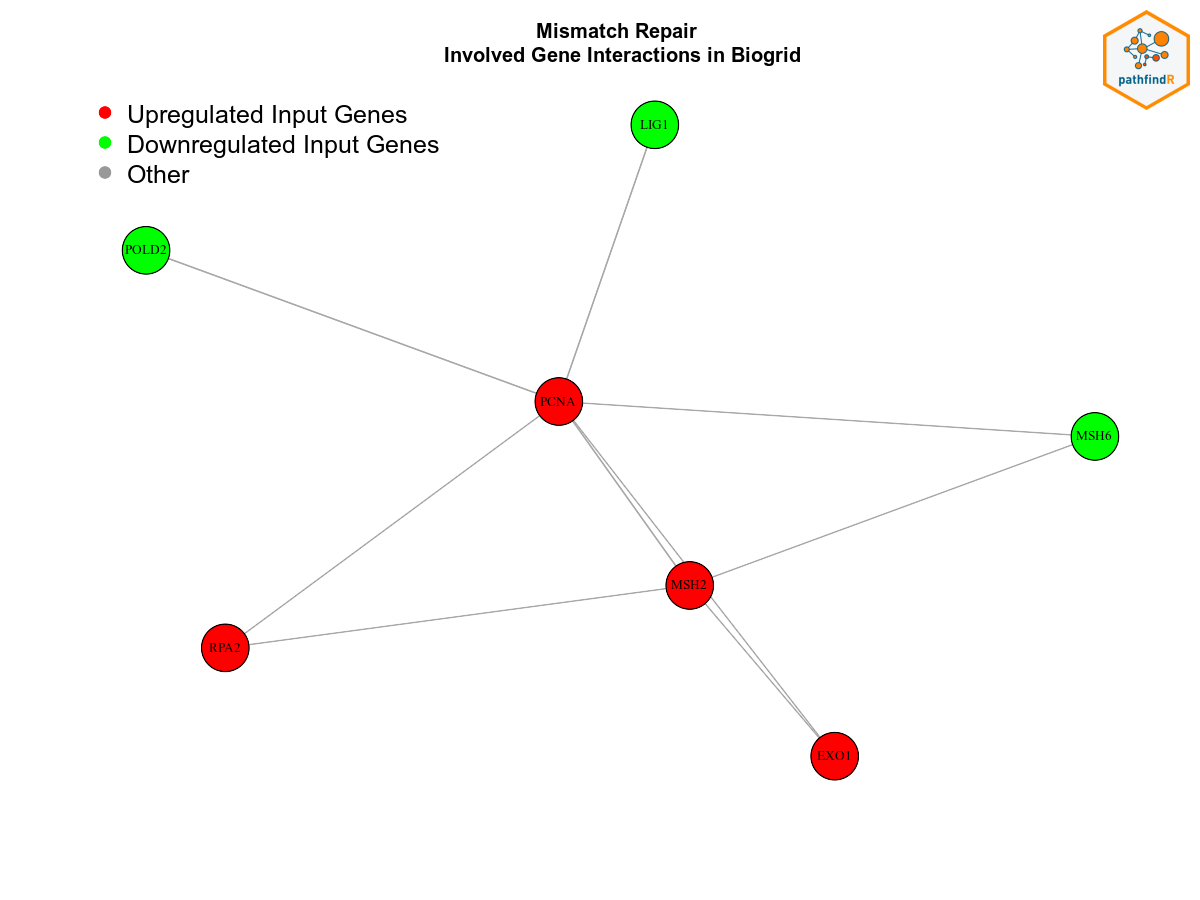 Mismatch Repair
Involved Gene Interactions in Biogrid
pathfindR
Upregulated Input Genes
Downregulated Input Genes
Other
LIG1
POLD2
PCNA
MSH6
MSH2
RPA2
EXO1